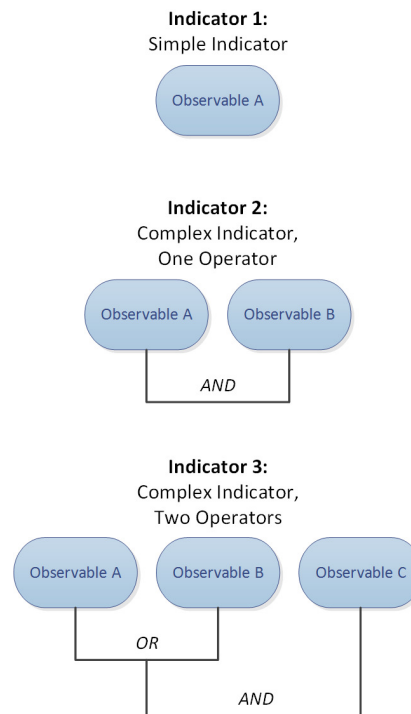 Indicator 1:
Simple Indicator
Observable A
Indicator 2:
Complex Indicator,
One Operator
Observable A
Observable B
AND
Indicator 3:
Complex Indicator,
Two Operators
Observable A
Observable B
Observable C
OR
AND